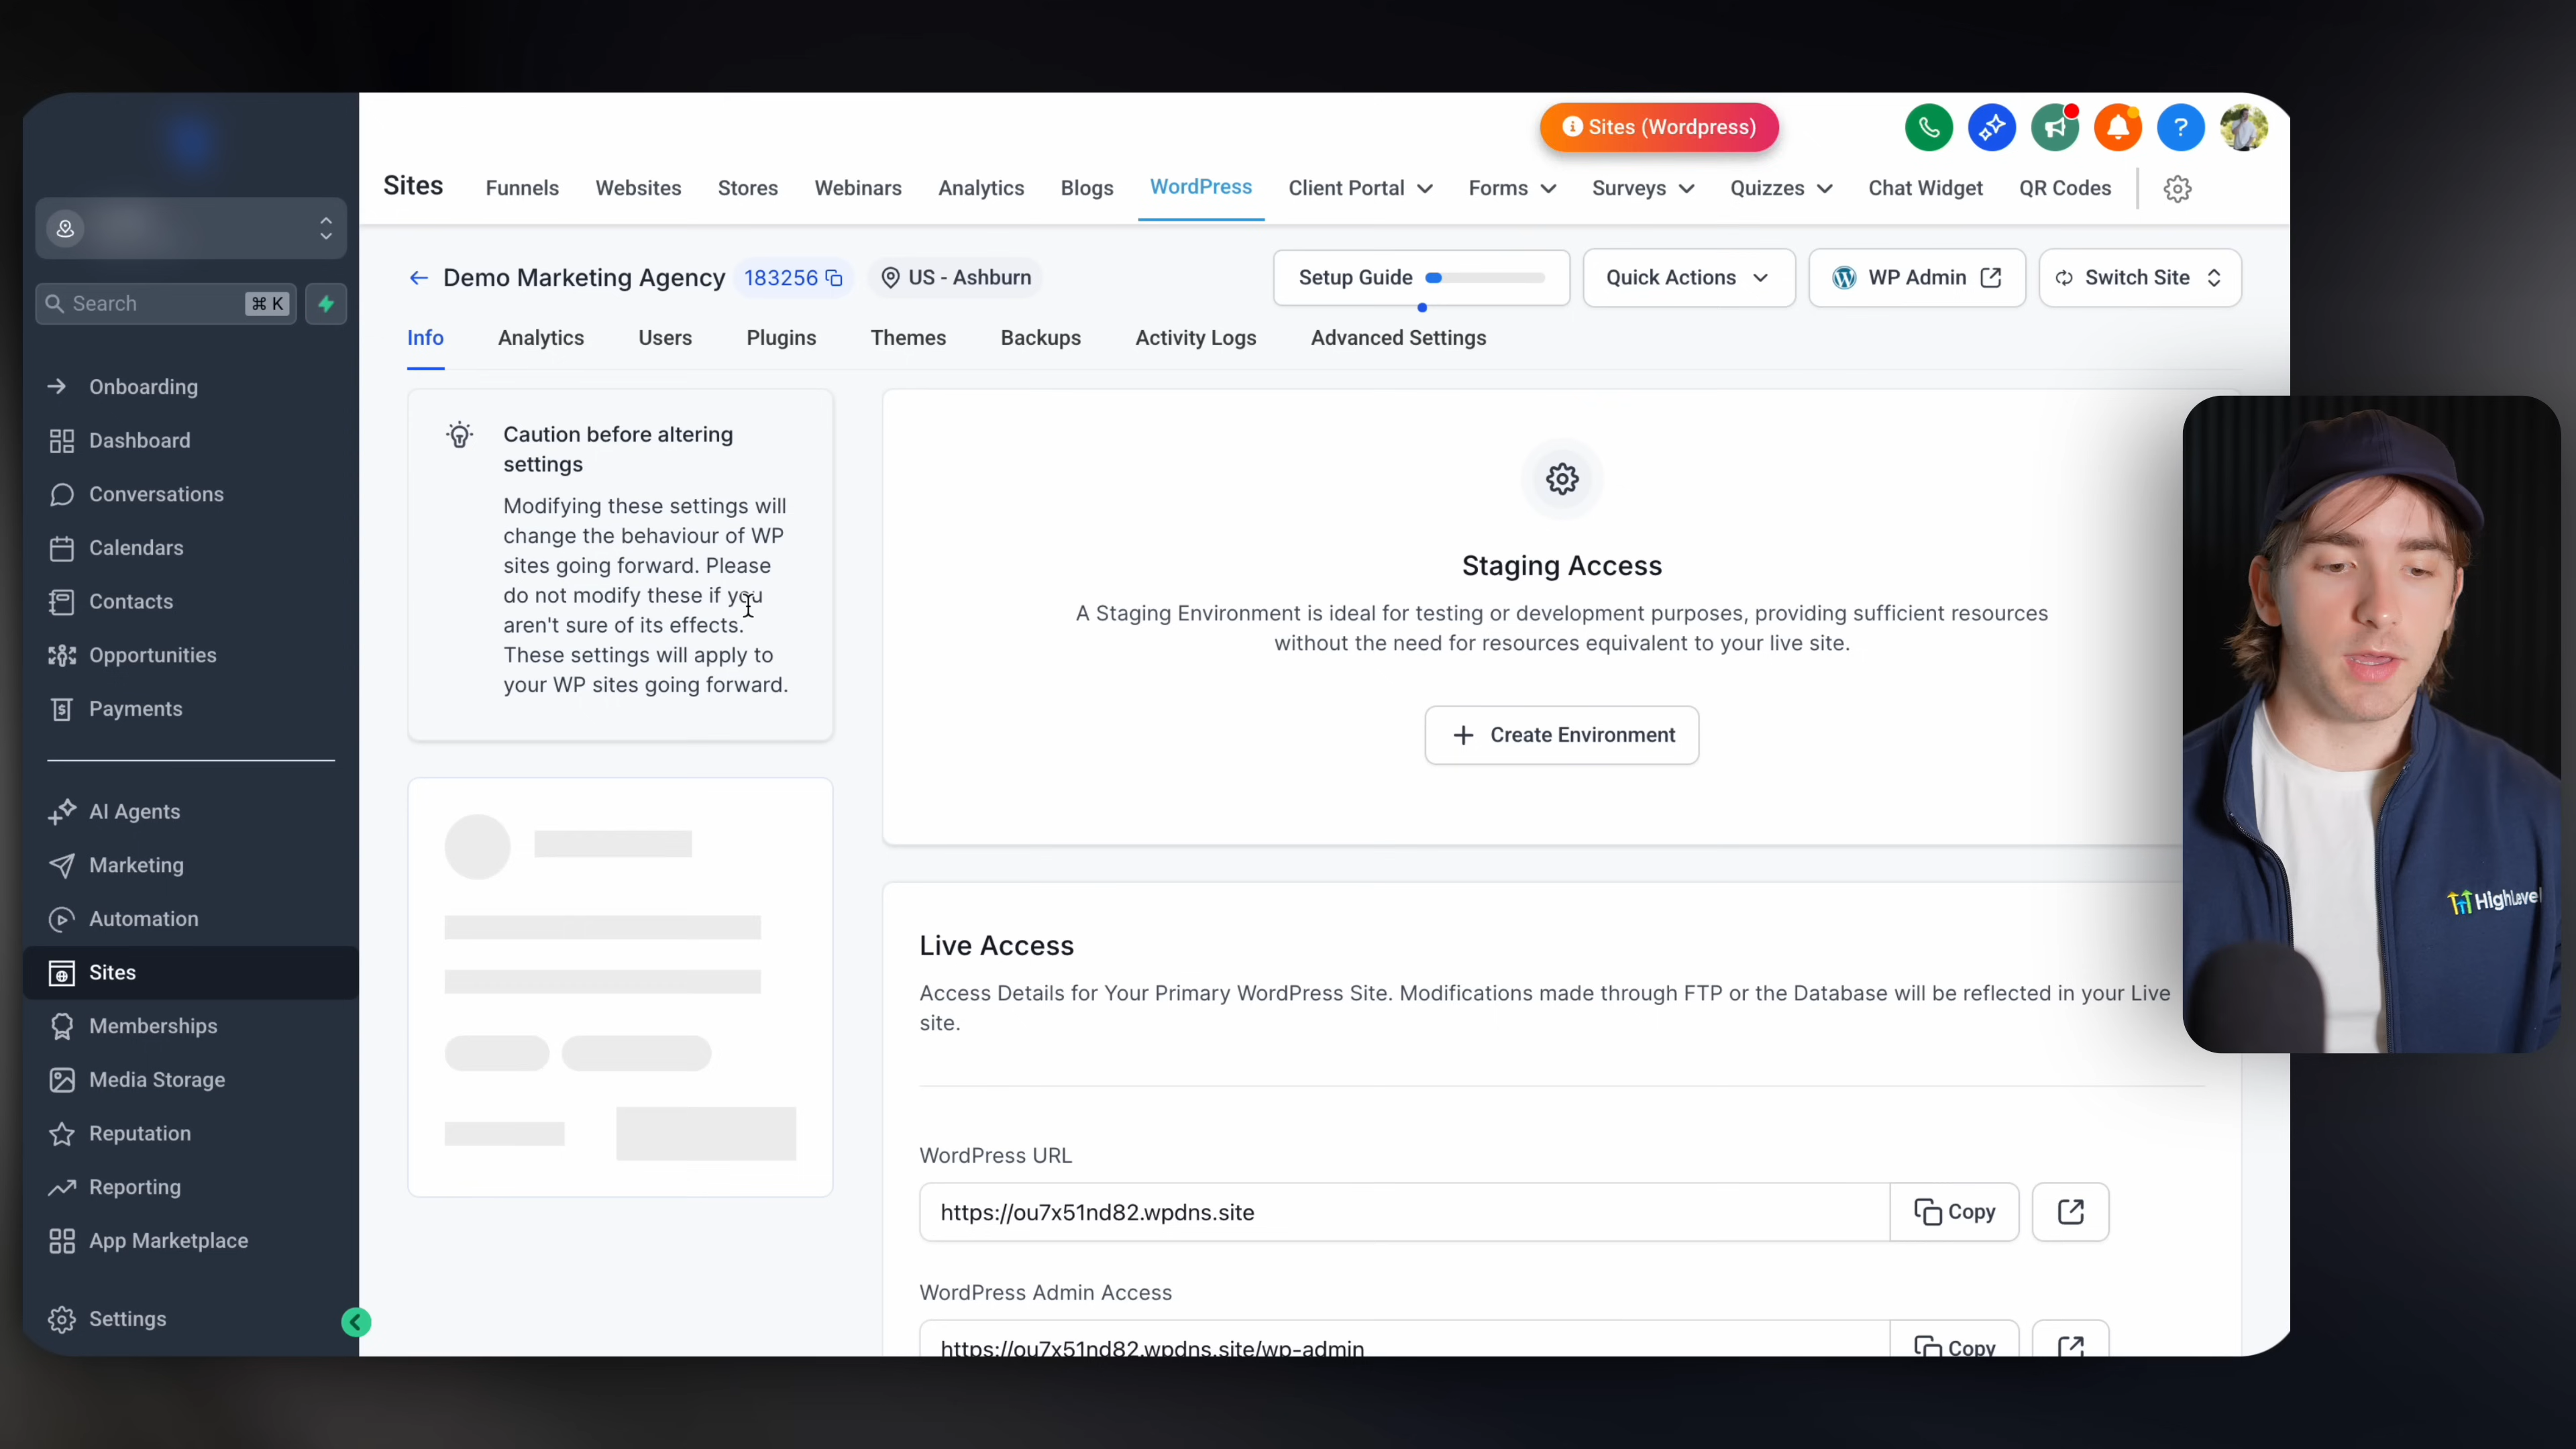 Sites (Wordpress)
Sites
Funnels
Websites
Stores
Webinars
Analytics
Blogs
WordPress
Client Portal
Forms
Surveys
Quizzes
Chat Widget
QR Codes
Search
⌘ K
Onboarding
Dashboard
Conversations
Calendars
Contacts
Opportunities
Payments
AI Agents
Marketing
Automation
Sites
Memberships
Media Storage
Reputation
Reporting
App Marketplace
Settings
Demo Marketing Agency
183256
US - Ashburn
Setup Guide
Quick Actions
WP Admin
Switch Site
Info
Analytics
Users
Plugins
Themes
Backups
Activity Logs
Advanced Settings
Caution before altering
settings
Modifying these settings will
change the behaviour of WP
sites going forward. Please
do not modify these if you
aren't sure of its effects.
These settings will apply to
your WP sites going forward.
Staging Access
A Staging Environment is ideal for testing or development purposes, providing sufficient resources
without the need for resources equivalent to your live site.
+ Create Environment
Live Access
Access Details for Your Primary WordPress Site. Modifications made through FTP or the Database will be reflected in your Live
site.
WordPress URL
https://ou7x51nd82.wpdns.site
Copy
WordPress Admin Access
https://ou7x51nd82.wpdns.site/wp-admin
Copy
HighLevel